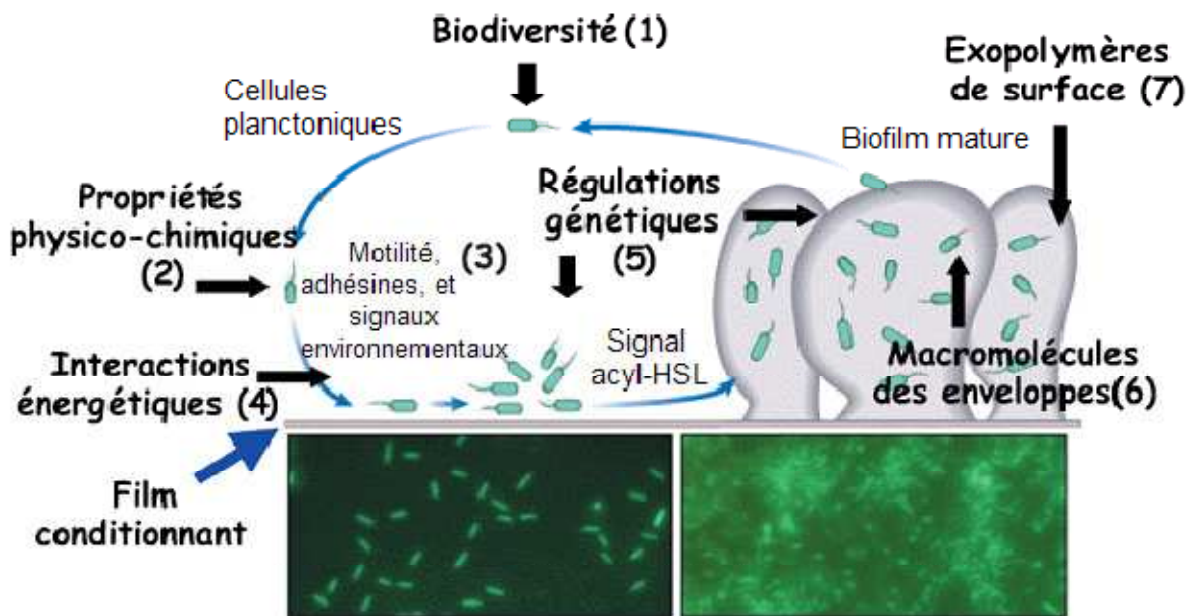 Biodiversité (1)
Exopolymères
de surface (7)
Cellules
planctoniques
Biofilm mature
Propriétés
physico-chimiques
(2)
Régulations
génétiques
(5)
Motilité, (3)
adhésines, et
signaux
environnementaux
Interactions
énergétiques (4)
Signal
acyl-HSL
Macromolécules
des enveloppes(6)
Film
conditionnant